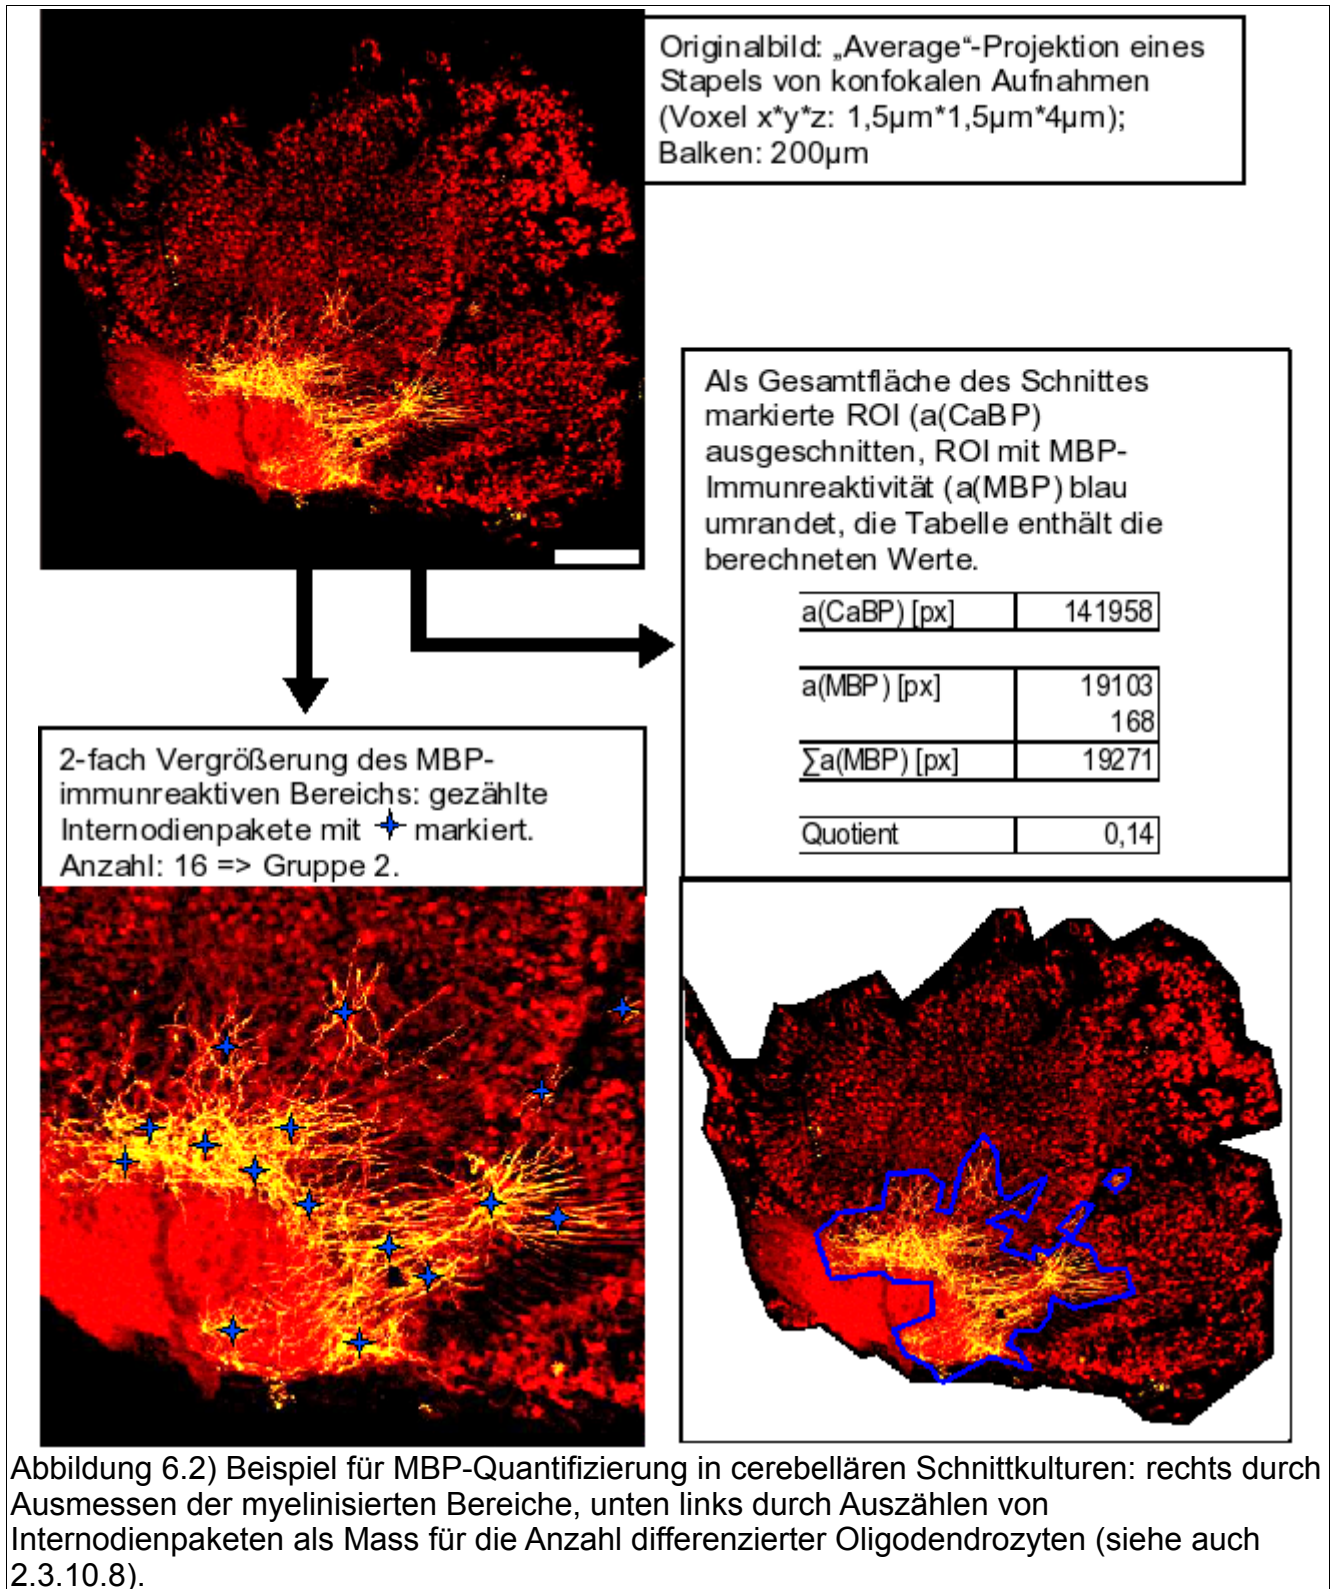 Originalbild: „Average“-Projektion eines
Stapels von konfokalen Aufnahmen
(Voxel x*y*z: 1,5µm*1,5µm*4µm);
Balken: 200µm
Als Gesamtfläche des Schnittes
markierte ROI (a(CaBP)
ausgeschnitten, ROI mit MBP-
Immunreaktivität (a(MBP) blau
umrandet, die Tabelle enthält die
berechneten Werte.
a(CaBP) [px] 141958
a(MBP) [px] 19103
168
∑a(MBP) [px] 19271
Quotient 0,14
2-fach Vergrößerung des MBP-
immunreaktiven Bereichs: gezählte
Internodienpakete mit markiert.
Anzahl: 16 => Gruppe 2.
Abbildung 6.2) Beispiel für MBP-Quantifizierung in cerebellären Schnittkulturen: rechts durch
Ausmessen der myelinisierten Bereiche, unten links durch Auszählen von
Internodienpaketen als Mass für die Anzahl differenzierter Oligodendrozyten (siehe auch
2.3.10.8).